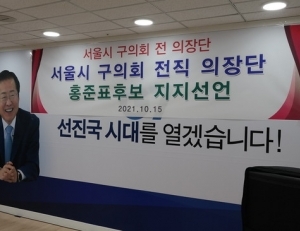 서울시 구의회 전 의장단
서울시 구의회 전직 의장단
홍준표후보 지지선언
2021.10.15
선진국 시대를 열겠습니다!